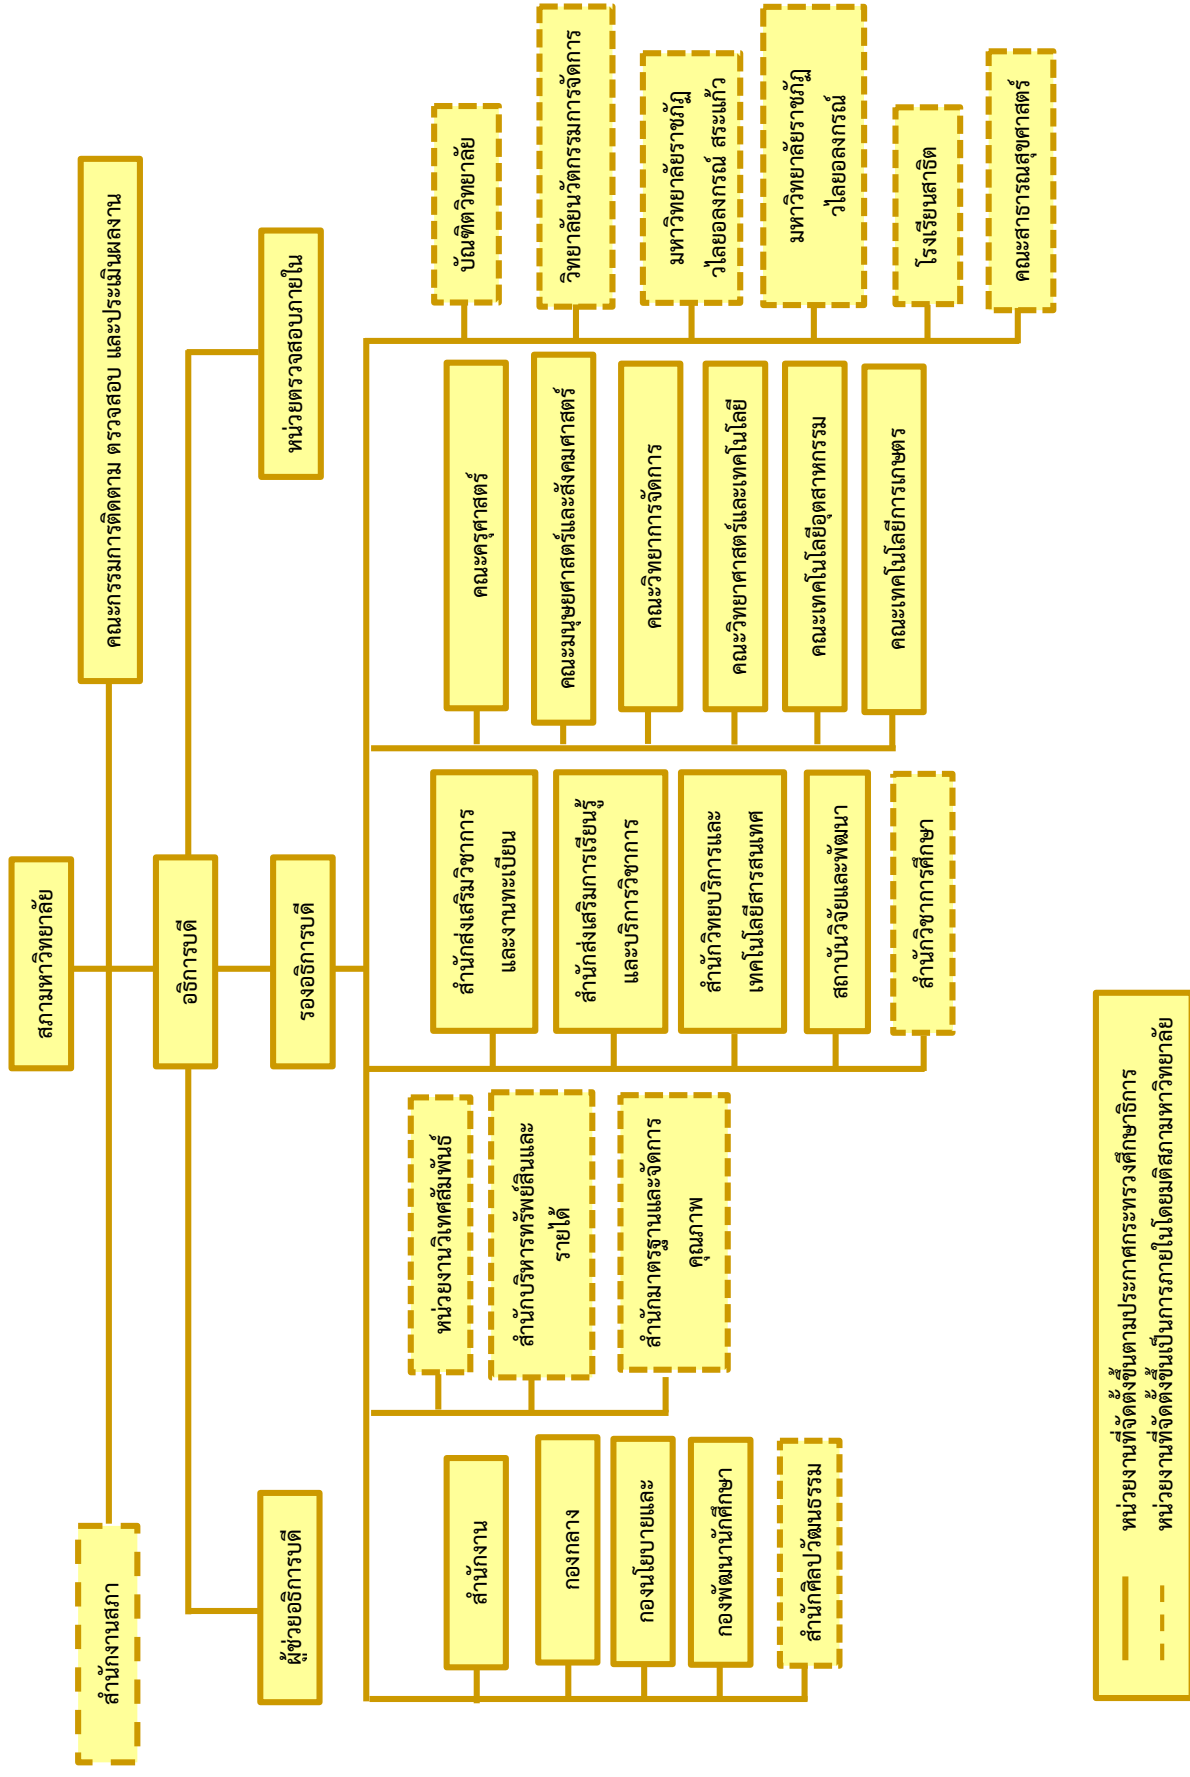 สภามหาวิทยาลัย
สำนักงานสภา
คณะกรรมการติดตาม ตรวจสอบ และประเมินผลงาน
อธิการบดี
ผู้ช่วยอธิการบดี
หน่วยตรวจสอบภายใน
รองอธิการบดี
สำนักงาน
กองกลาง
กองนโยบายและ
กองพัฒนานักศึกษา
สำนักศิลปวัฒนธรรม
หน่วยงานวิเทศสัมพันธ์
สำนักบริหารทรัพย์สินและ
รายได้
สำนักมาตรฐานและจัดการ
คุณภาพ
สำนักส่งเสริมวิชาการ
และงานทะเบียน
สำนักส่งเสริมการเรียนรู้
และบริการวิชาการ
สำนักวิทยบริการและ
เทคโนโลยีสารสนเทศ
สถาบันวิจัยและพัฒนา
สำนักวิชาการศึกษา
คณะครุศาสตร์
คณะมนุษยศาสตร์และสังคมศาสตร์
คณะวิทยาการจัดการ
คณะวิทยาศาสตร์และเทคโนโลยี
คณะเทคโนโลยีอุตสาหกรรม
คณะเทคโนโลยีการเกษตร
บัณฑิตวิทยาลัย
วิทยาลัยนวัตกรรมการจัดการ
มหาวิทยาลัยราชภัฏ
วไลยอลงกรณ์ สระแก้ว
มหาวิทยาลัยราชภัฏ
วไลยอลงกรณ์
โรงเรียนสาธิต
คณะสาธารณสุขศาสตร์
หน่วยงานที่จัดตั้งขึ้นตามประกาศกระทรวงศึกษาธิการ
หน่วยงานที่จัดตั้งขึ้นเป็นการภายในโดยมติสภามหาวิทยาลัย